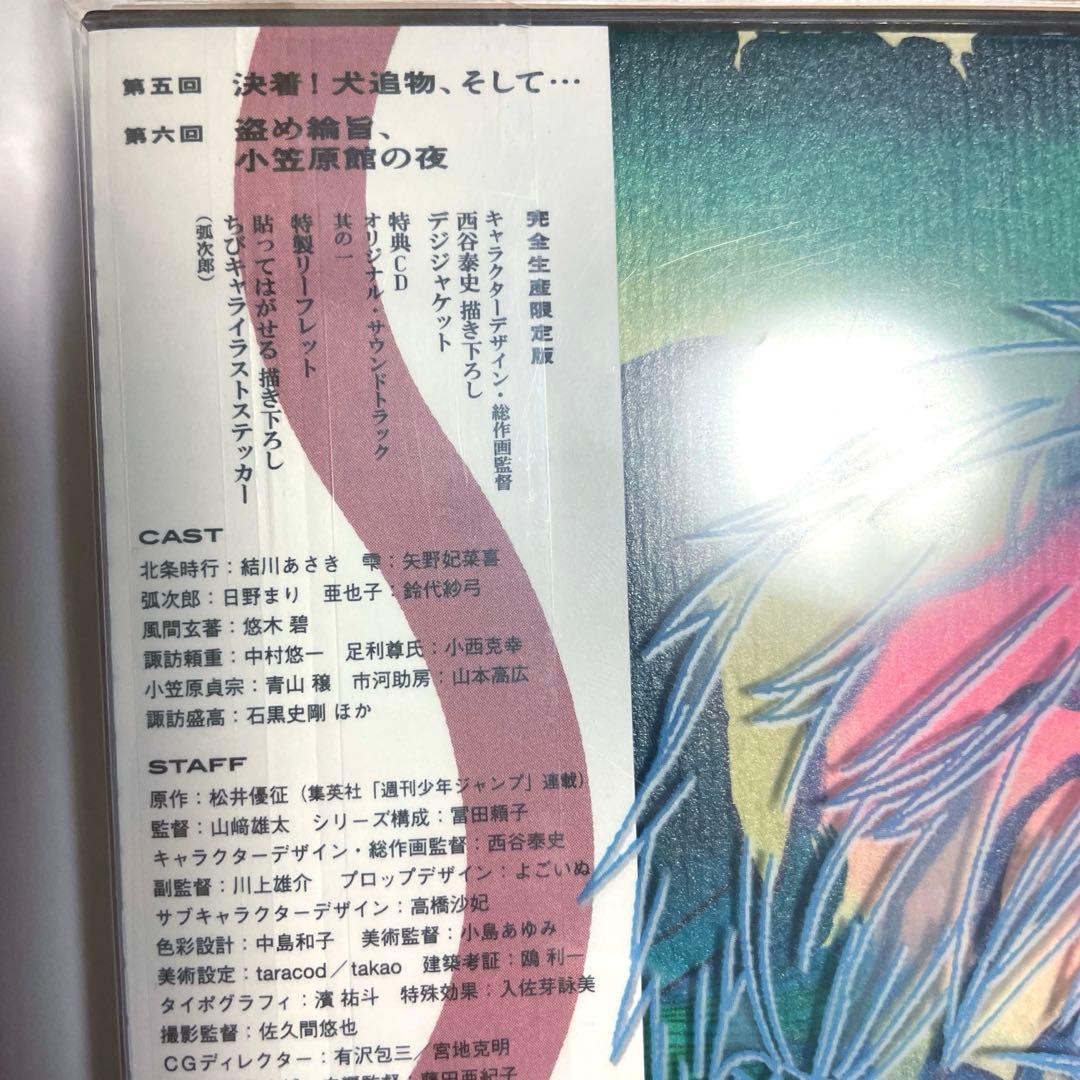 第五回 決着！犬追物、そして…
第六回 盗め綸旨、
小笠原館の夜
完全生産限定版
キャラクターデザイン・総作画監督
西谷泰史 描き下ろし
デジジャケット
特典CD
オリジナル・サウンドトラック
其の一
特製リーフレット
貼ってはがせる 描き下ろし
ちびキャライラストステッカー
(弧次郎)
CAST
北条時行：結川あさき 雫：矢野妃菜喜
弧次郎：日野まり 亜也子：鈴代紗弓
風間玄蕃：悠木 碧
諏訪頼重：中村悠一 足利尊氏：小西克幸
小笠原貞宗：青山 穣 市河助房：山本高広
諏訪盛高：石黒史剛 ほか
STAFF
原作：松井優征（集英社「週刊少年ジャンプ」連載）
監督：山﨑雄太 シリーズ構成：冨田頼子
キャラクターデザイン・総作画監督：西谷泰史
副監督：川上雄介 プロップデザイン：よごいぬ
サブキャラクターデザイン：高橋沙妃
色彩設計：中島和子 美術監督：小島あゆみ
美術設定：taracod／takao 建築考証：鴎 利一
タイポグラフィ：濱 祐斗 特殊効果：入佐芽詠美
撮影監督：佐久間悠也
CGディレクター：有沢包三／宮地克明
藤田亜紀子